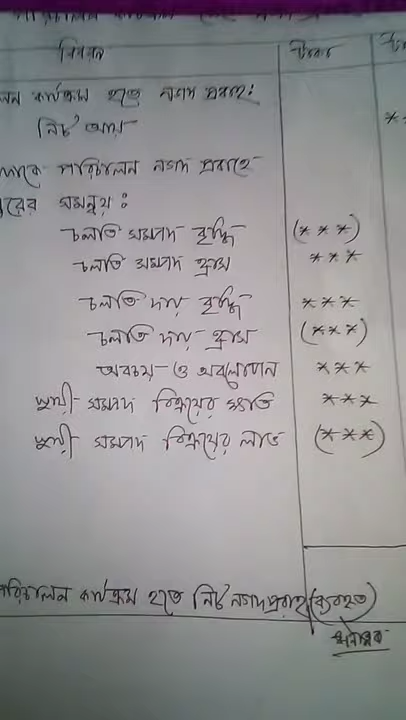 বিবরণ টাকা ট
লন কার্যক্রম হতে নগদ প্রবাহ:
নিট আয় *
লাকে পরিচালন নগদ প্রবাহে
রের সমন্বয়:
চলতি সম্পদ বৃদ্ধি (***)
চলতি সম্পদ হ্রাস ***
চলতি দায় বৃদ্ধি ***
চলতি দায় হ্রাস (***)
অবচয় ও অবলোপন ***
স্থায়ী সম্পদ বিক্রয়ের ক্ষতি ***
স্থায়ী সম্পদ বিক্রয়ের লাভ (***)
পরিচালন কার্যক্রম হতে নিট নগদ প্রবাহ (ব্যবহৃত)